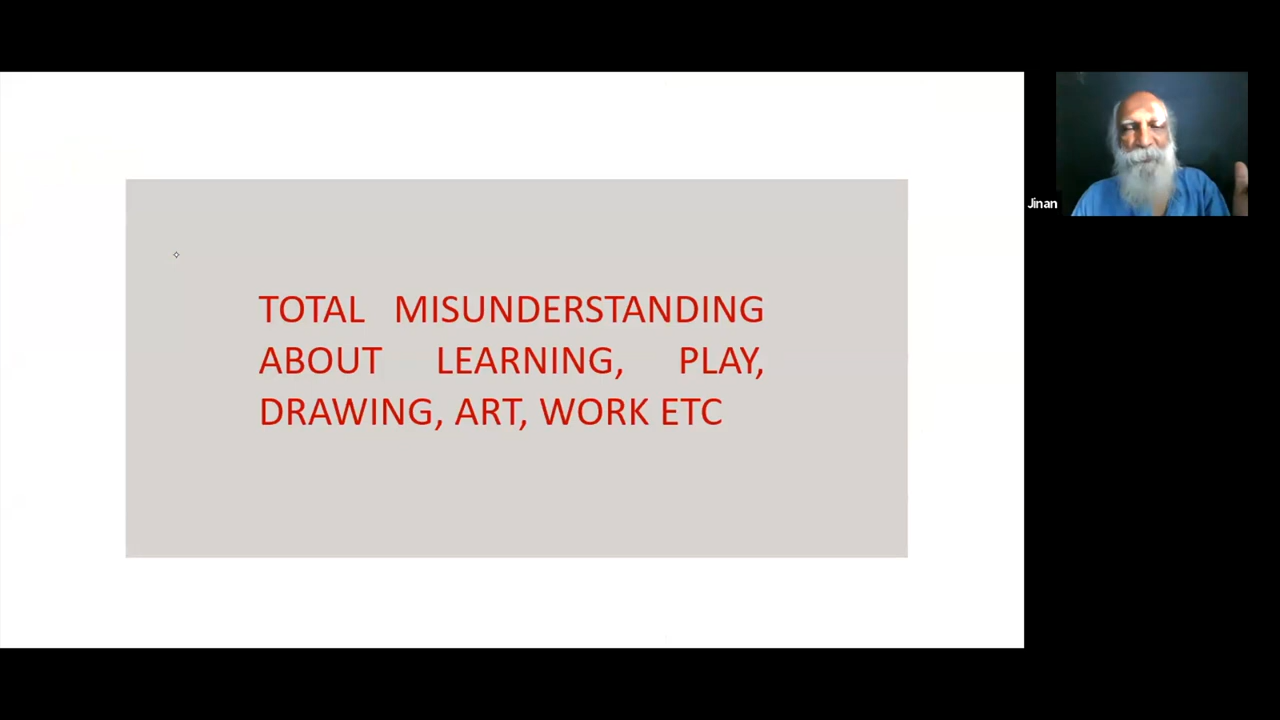 TOTAL MISUNDERSTANDING
ABOUT LEARNING, PLAY,
DRAWING, ART, WORK ETC
Jinan